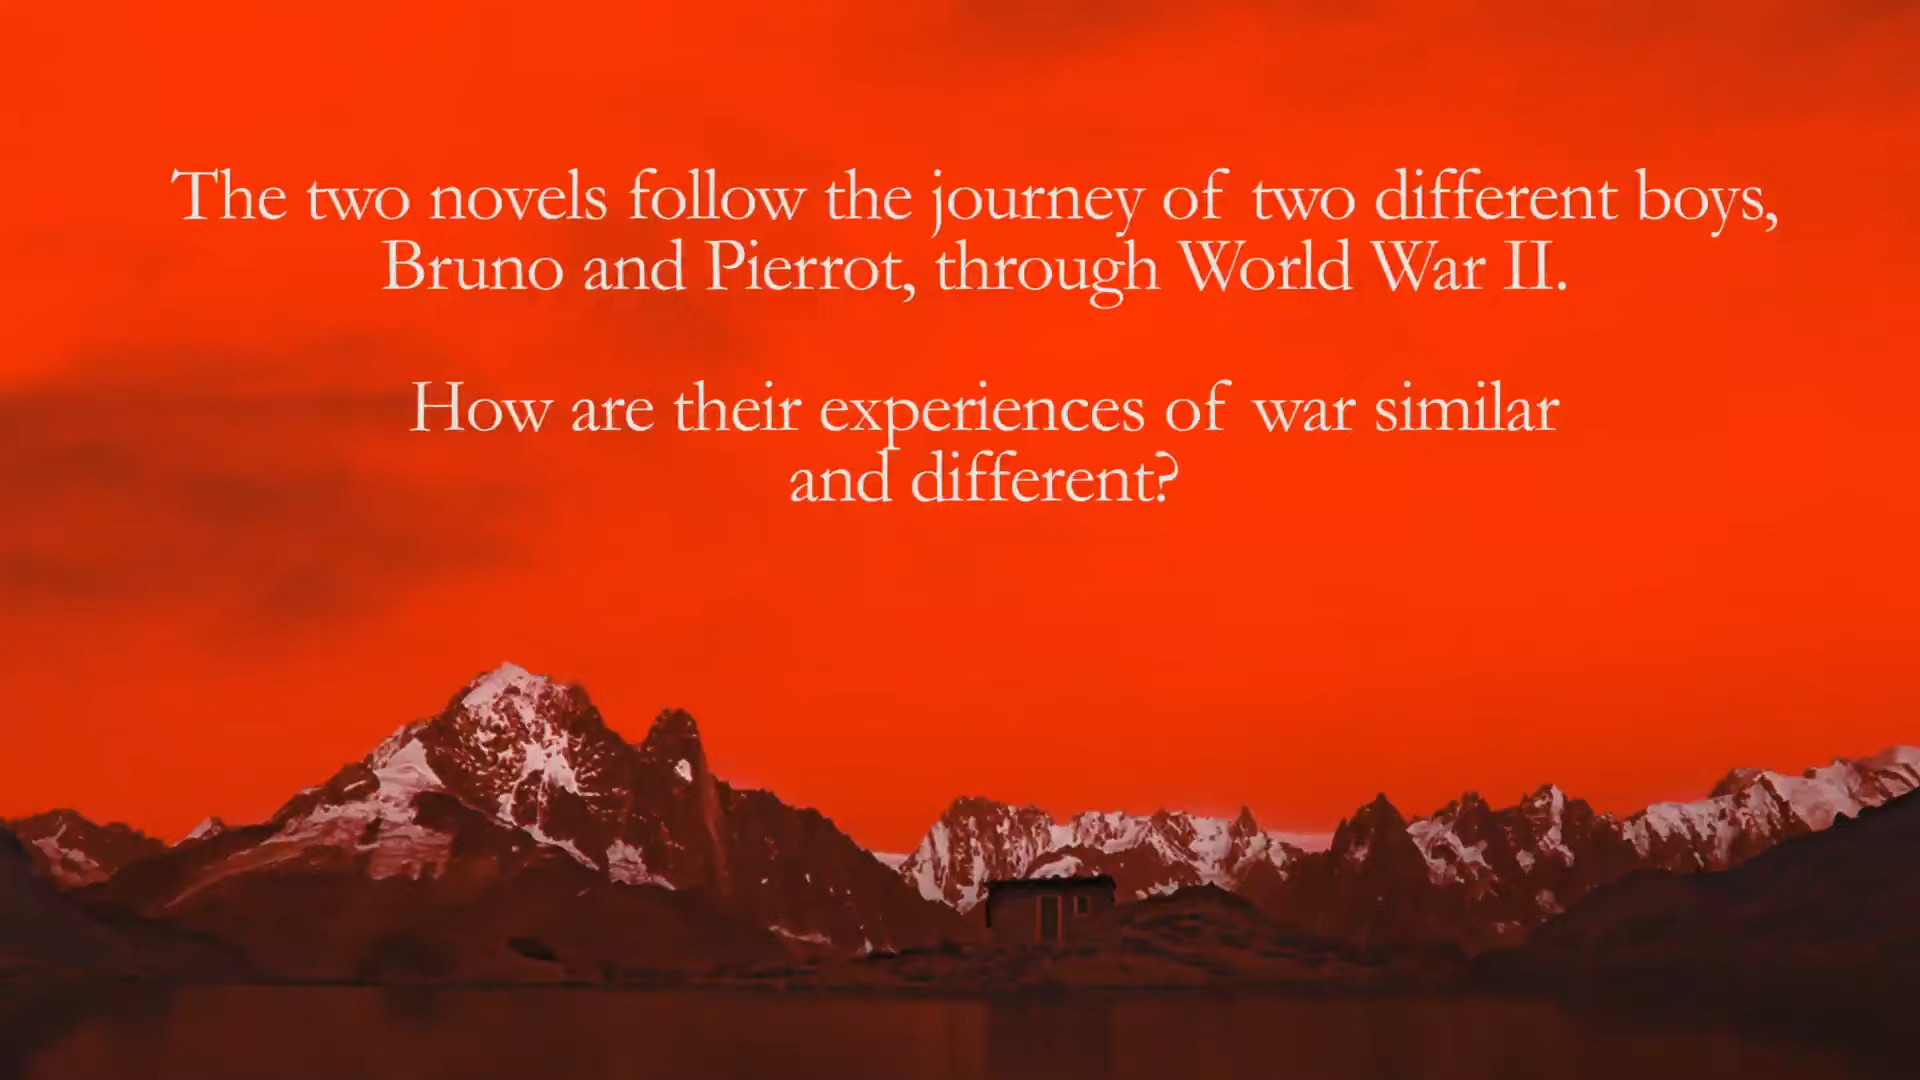 The two novels follow the journey of two different boys,
Bruno and Pierrot, through World War II.
How are their experiences of war similar
and different?